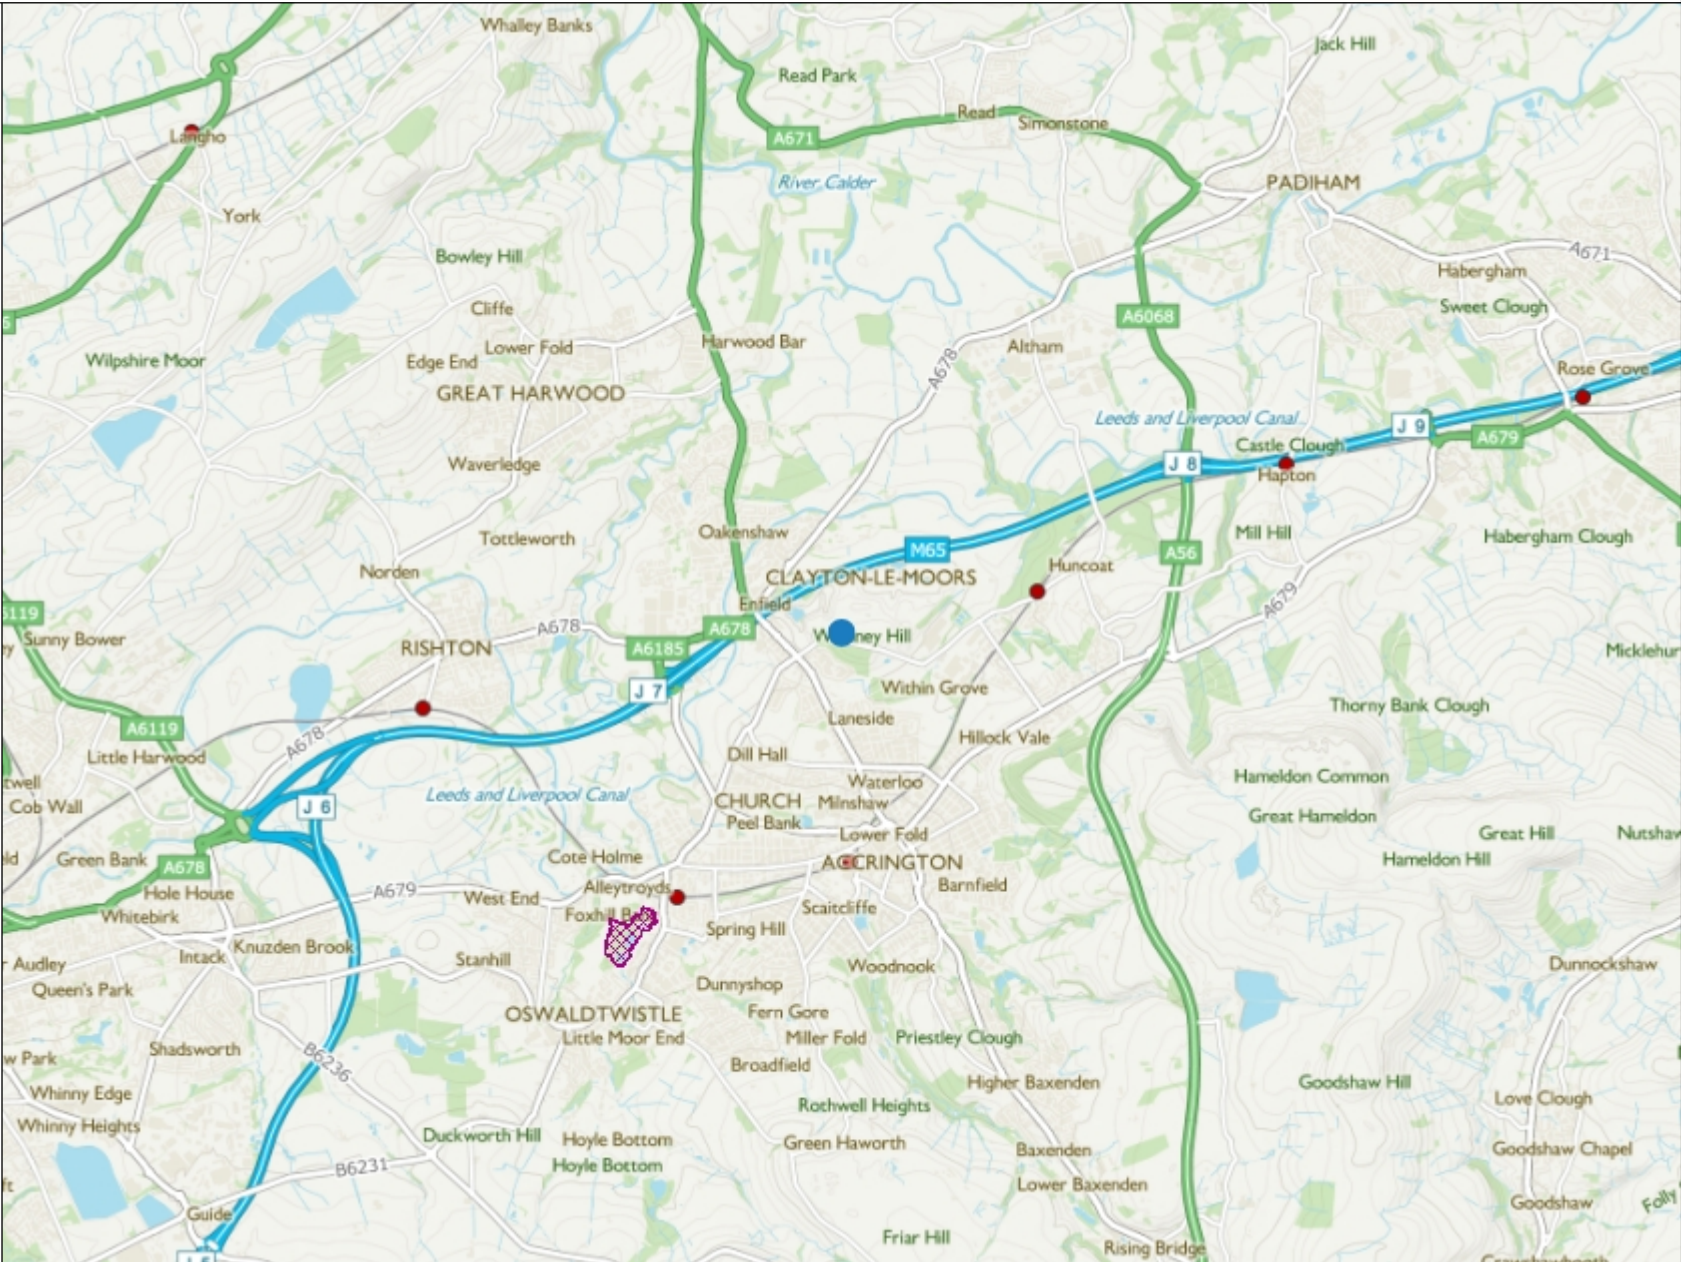 Whalley Banks
Jack Hill
Read Park
Read
Simonstone
Langho
A671
River Calder
PADIHAM
York
Bowley Hill
A671
Habergham
Cliffe
Sweet Clough
A6068
Wilpshire Moor
Edge End
Lower Fold
Harwood Bar
Altham
A678
Rose Grove
GREAT HARWOOD
Leeds and Liverpool Canal
J 9
A679
Castle Clough
Waverledge
J 8
Hapton
Tottleworth
Oakenshaw
M65
A56
Mill Hill
Habergham Clough
Norden
CLAYTON-LE-MOORS
Huncoat
Enfield
A679
6119
Sunny Bower
A678
A678
RISHTON
A6185
ney Hill
J 7
Within Grove
Thorny Bank Clough
A6119
Laneside
A678
Little Harwood
Dill Hall
Hillock Vale
Hameldon Common
Cob Wall
J 6
Leeds and Liverpool Canal
Waterloo
CHURCH
Milnshaw
Great Hameldon
Peel Bank
Lower Fold
Great Hill
Green Bank
A678
Cote Holme
ACCRINGTON
Hameldon Hill
Hole House
A679
West End
Alleytroyds
Barnfield
Whitebirk
Foxhill B
Scaitcliffe
Knuzden Brook
Intack
Spring Hill
r Audley
Stanhill
Woodnook
Dunnockshaw
Queen's Park
Dunnyshop
OSWALDTWISTLE
Fern Gore
Little Moor End
Miller Fold
Priestley Clough
Shadsworth
B6236
w Park
Broadfield
Whinny Edge
Higher Baxenden
Goodshaw Hill
Love Clough
Whinny Heights
Rothwell Heights
Duckworth Hill
Hoyle Bottom
Green Haworth
Baxenden
Goodshaw Chapel
B6231
Hoyle Bottom
Lower Baxenden
Goodshaw
Guide
Friar Hill
Rising Bridge
Folly